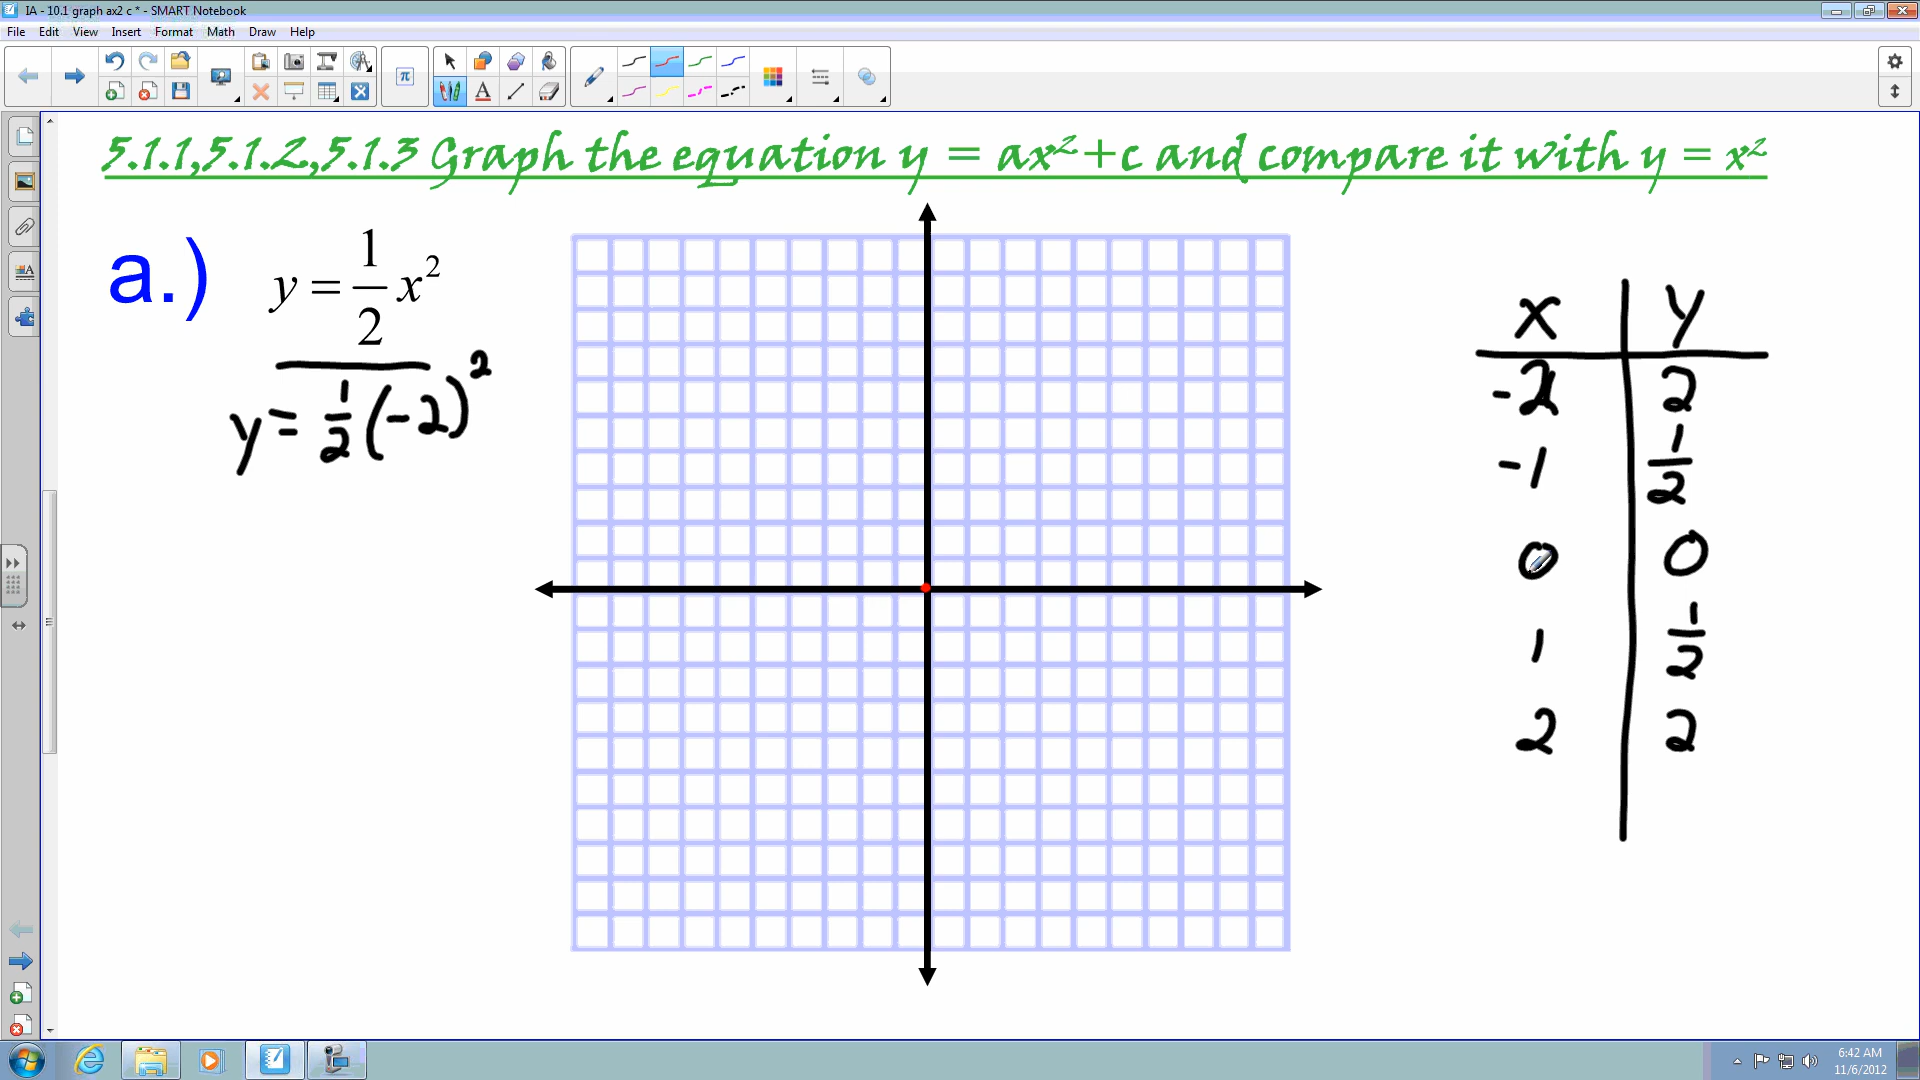 IA - 10.1 graph ax2 c * - SMART Notebook
File Edit View Insert Format Math Draw Help
5.1.1,5.1.2,5.1.3 Graph the equation y = ax²+c and compare it with y = x²
a.) y = 1/2 x²
y = 1/2 (-2)²
x y
-2 2
-1 1/2
0 0
1 1/2
2 2
6:42 AM
11/6/2012